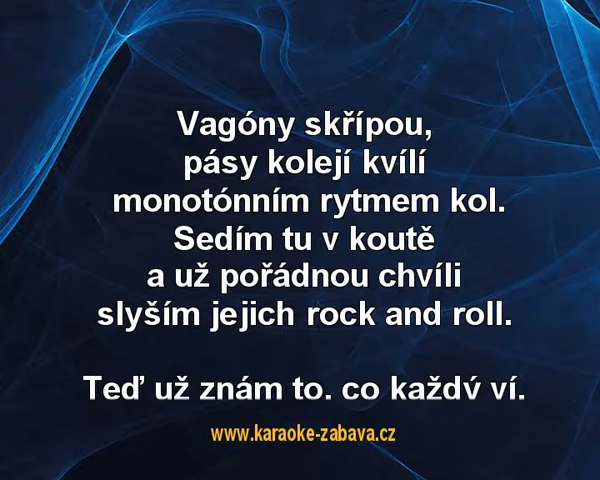 Vagóny skřípou,
pásy kolejí kvílí
monotónním rytmem kol.
Sedím tu v koutě
a už pořádnou chvíli
slyším jejich rock and roll.
Teď už znám to. co každý ví.
www.karaoke-zabava.cz